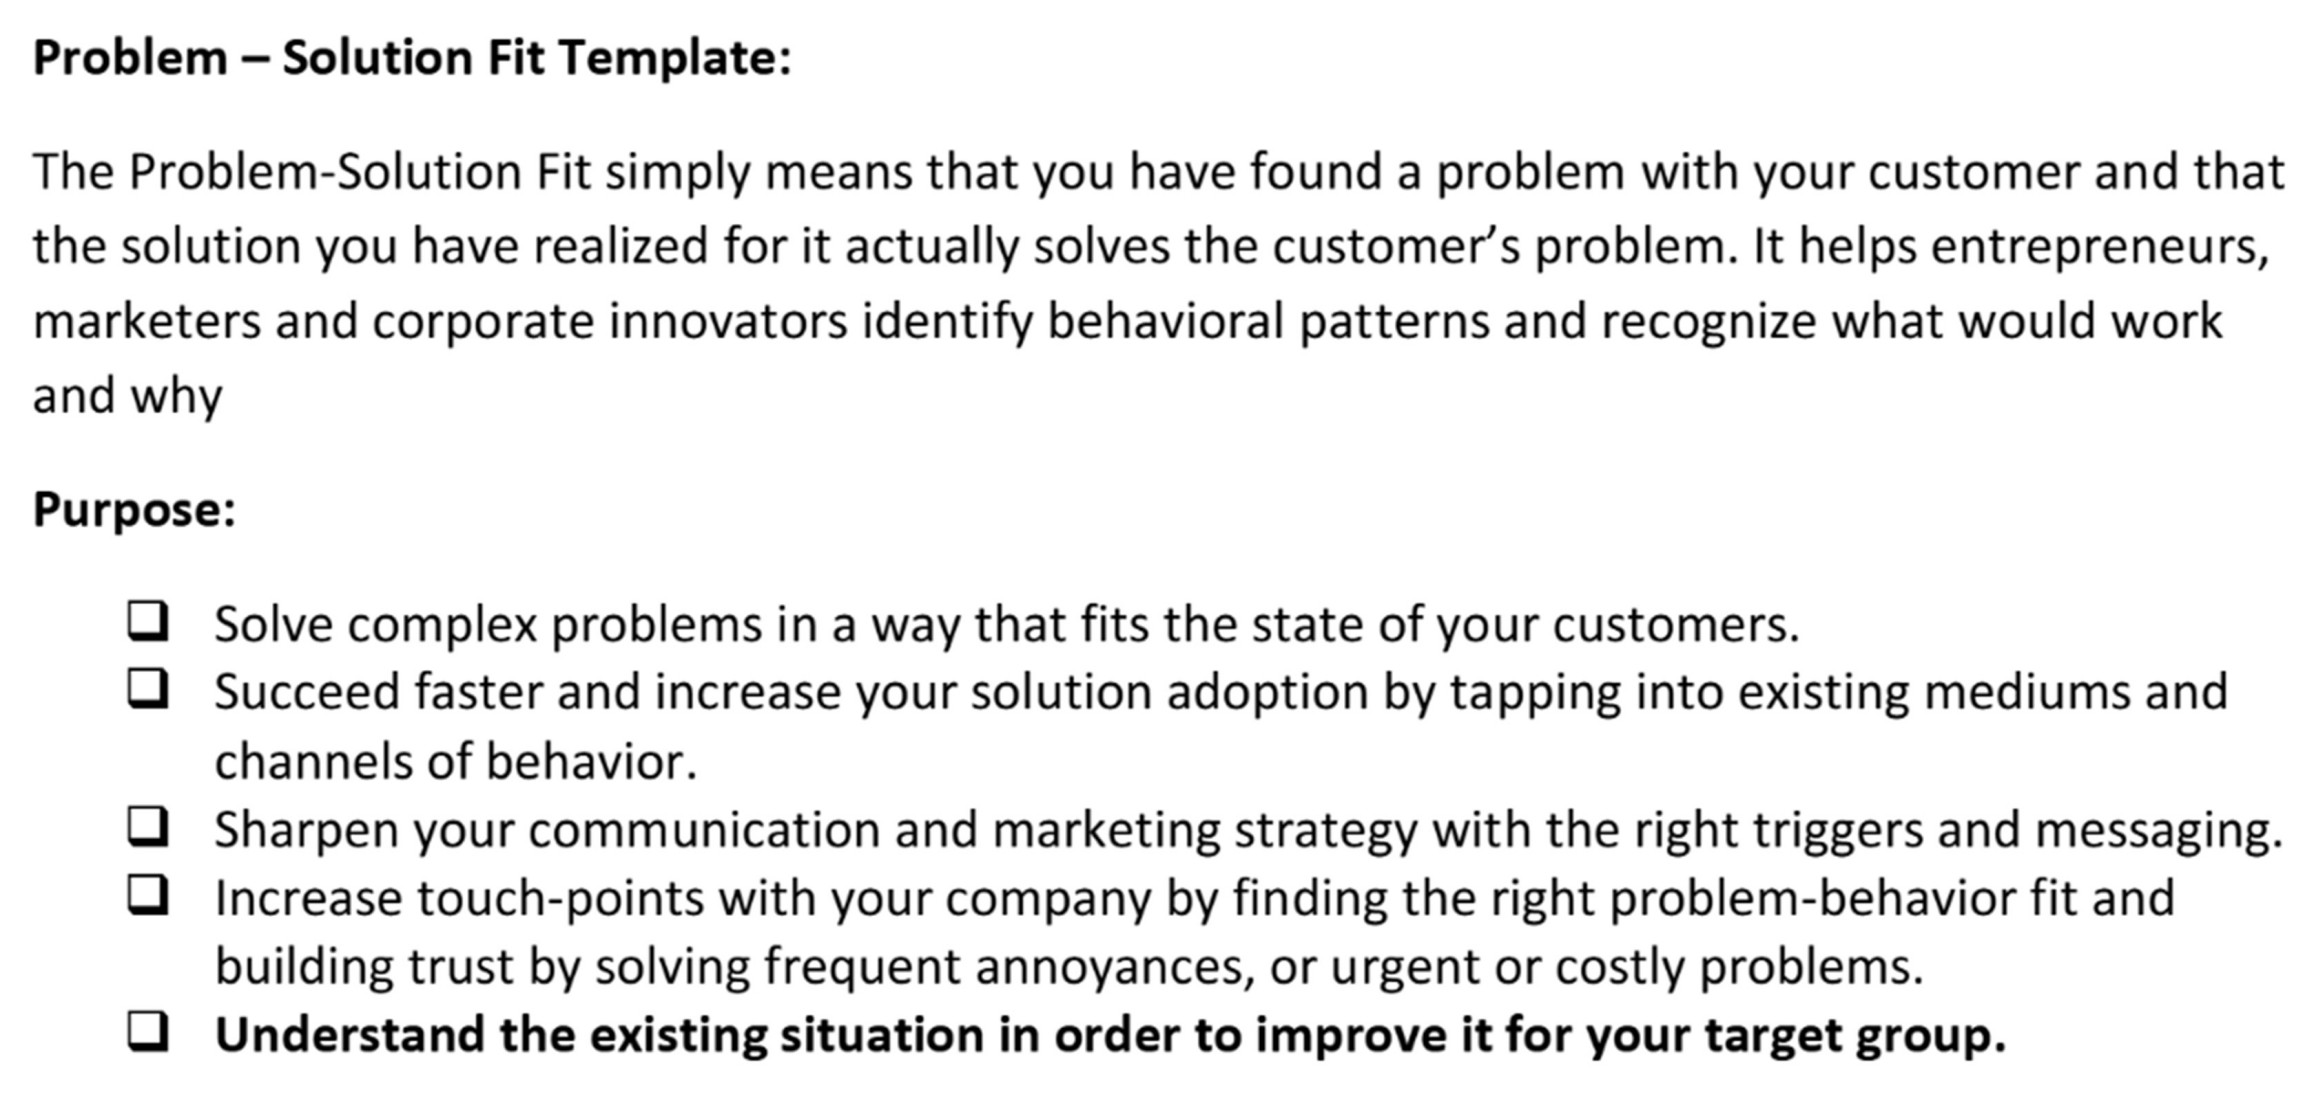 Problem – Solution Fit Template:
The Problem-Solution Fit simply means that you have found a problem with your customer and that
the solution you have realized for it actually solves the customer’s problem. It helps entrepreneurs,
marketers and corporate innovators identify behavioral patterns and recognize what would work
and why
Purpose:
❑ Solve complex problems in a way that fits the state of your customers.
❑ Succeed faster and increase your solution adoption by tapping into existing mediums and
channels of behavior.
❑ Sharpen your communication and marketing strategy with the right triggers and messaging.
❑ Increase touch-points with your company by finding the right problem-behavior fit and
building trust by solving frequent annoyances, or urgent or costly problems.
❑ Understand the existing situation in order to improve it for your target group.